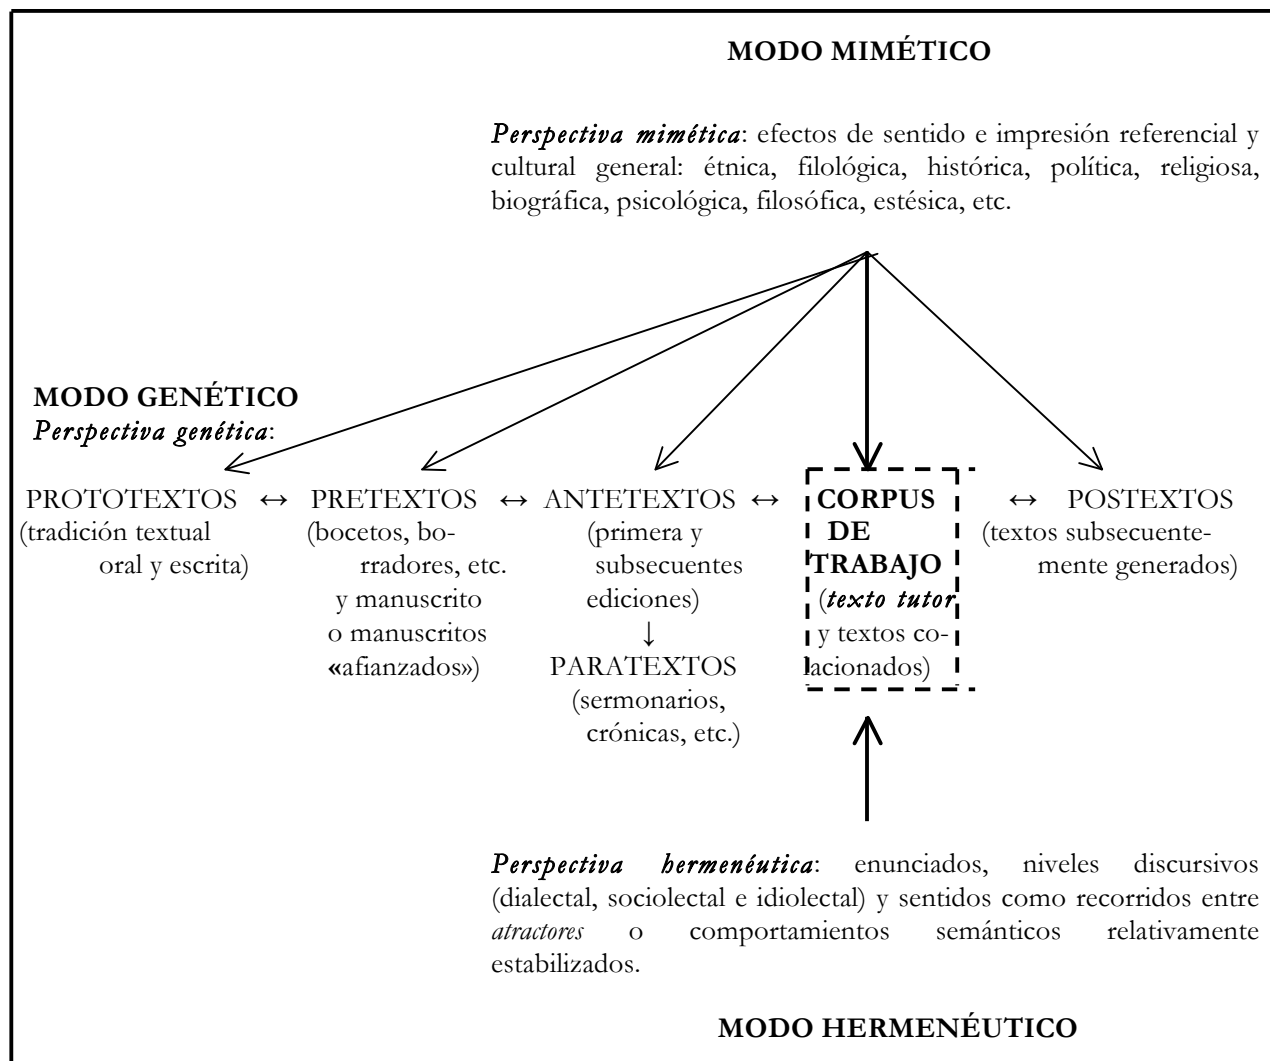 MODO MIMÉTICO
Perspectiva mimética: efectos de sentido e impresión referencial y
cultural general: étnica, filológica, histórica, política, religiosa,
biográfica, psicológica, filosófica, estésica, etc.
MODO GENÉTICO
Perspectiva genética:
PROTOTEXTOS ↔ PRETEXTOS ↔ ANTETEXTOS ↔ CORPUS ↔ POSTEXTOS
(tradición textual (bocetos, bo- (primera y DE (textos subsecuente-
oral y escrita) rradores, etc. subsecuentes TRABAJO mente generados)
y manuscrito ediciones) (texto tutor
o manuscritos ↓ y textos co-
«afianzados») PARATEXTOS lacionados)
(sermonarios,
crónicas, etc.)
Perspectiva hermenéutica: enunciados, niveles discursivos
(dialectal, sociolectal e idiolectal) y sentidos como recorridos entre
atractores o comportamientos semánticos relativamente
estabilizados.
MODO HERMENÉUTICO